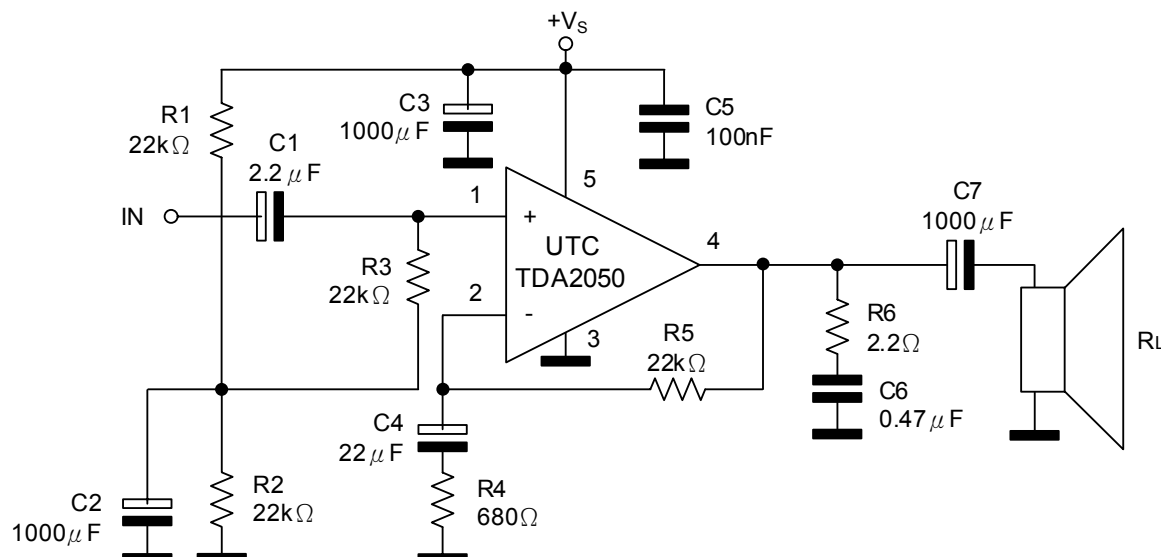 +VS
R1
22kΩ
C1
2.2μF
C3
1000μF
C5
100nF
IN
1
5
+
UTC
TDA2050
4
C7
1000μF
R3
22kΩ
2
-
3
R5
22kΩ
R6
2.2Ω
RL
C6
0.47μF
C4
22μF
C2
1000μF
R2
22kΩ
R4
680Ω